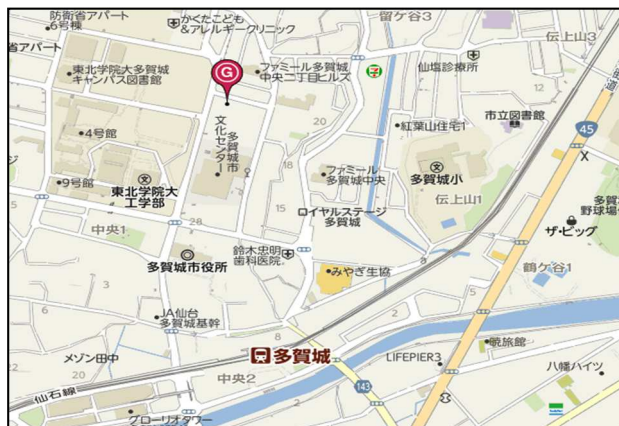 防衛省アパート
6号棟
省アパート
かくたこども
&アレルギークリニック
留ケ谷3
伝上山3
東北学院大多賀城
キャンパス図書館
G
ファミール多賀城
中央二丁目ヒルズ
7
仙塩診療所
市立図書館
45
X
4号館
15
20
紅葉山住宅1
多賀城市
文化センター
9号館
東北学院大
工学部
18
ファミール
多賀城中央
多賀城小
伝上山1
ロイヤルステージ
多賀城
ザ・ビッグ
多賀
野球場
中央1
28
鶴ケ谷1
多賀城市役所
鈴木忠明
歯科医院
みやぎ生協
JA仙台
多賀城基幹
メゾン田中
多賀城
暁旅館
LIFEPIER3
八幡ハイツ
中央2
143
仙石線
グローリオタワー